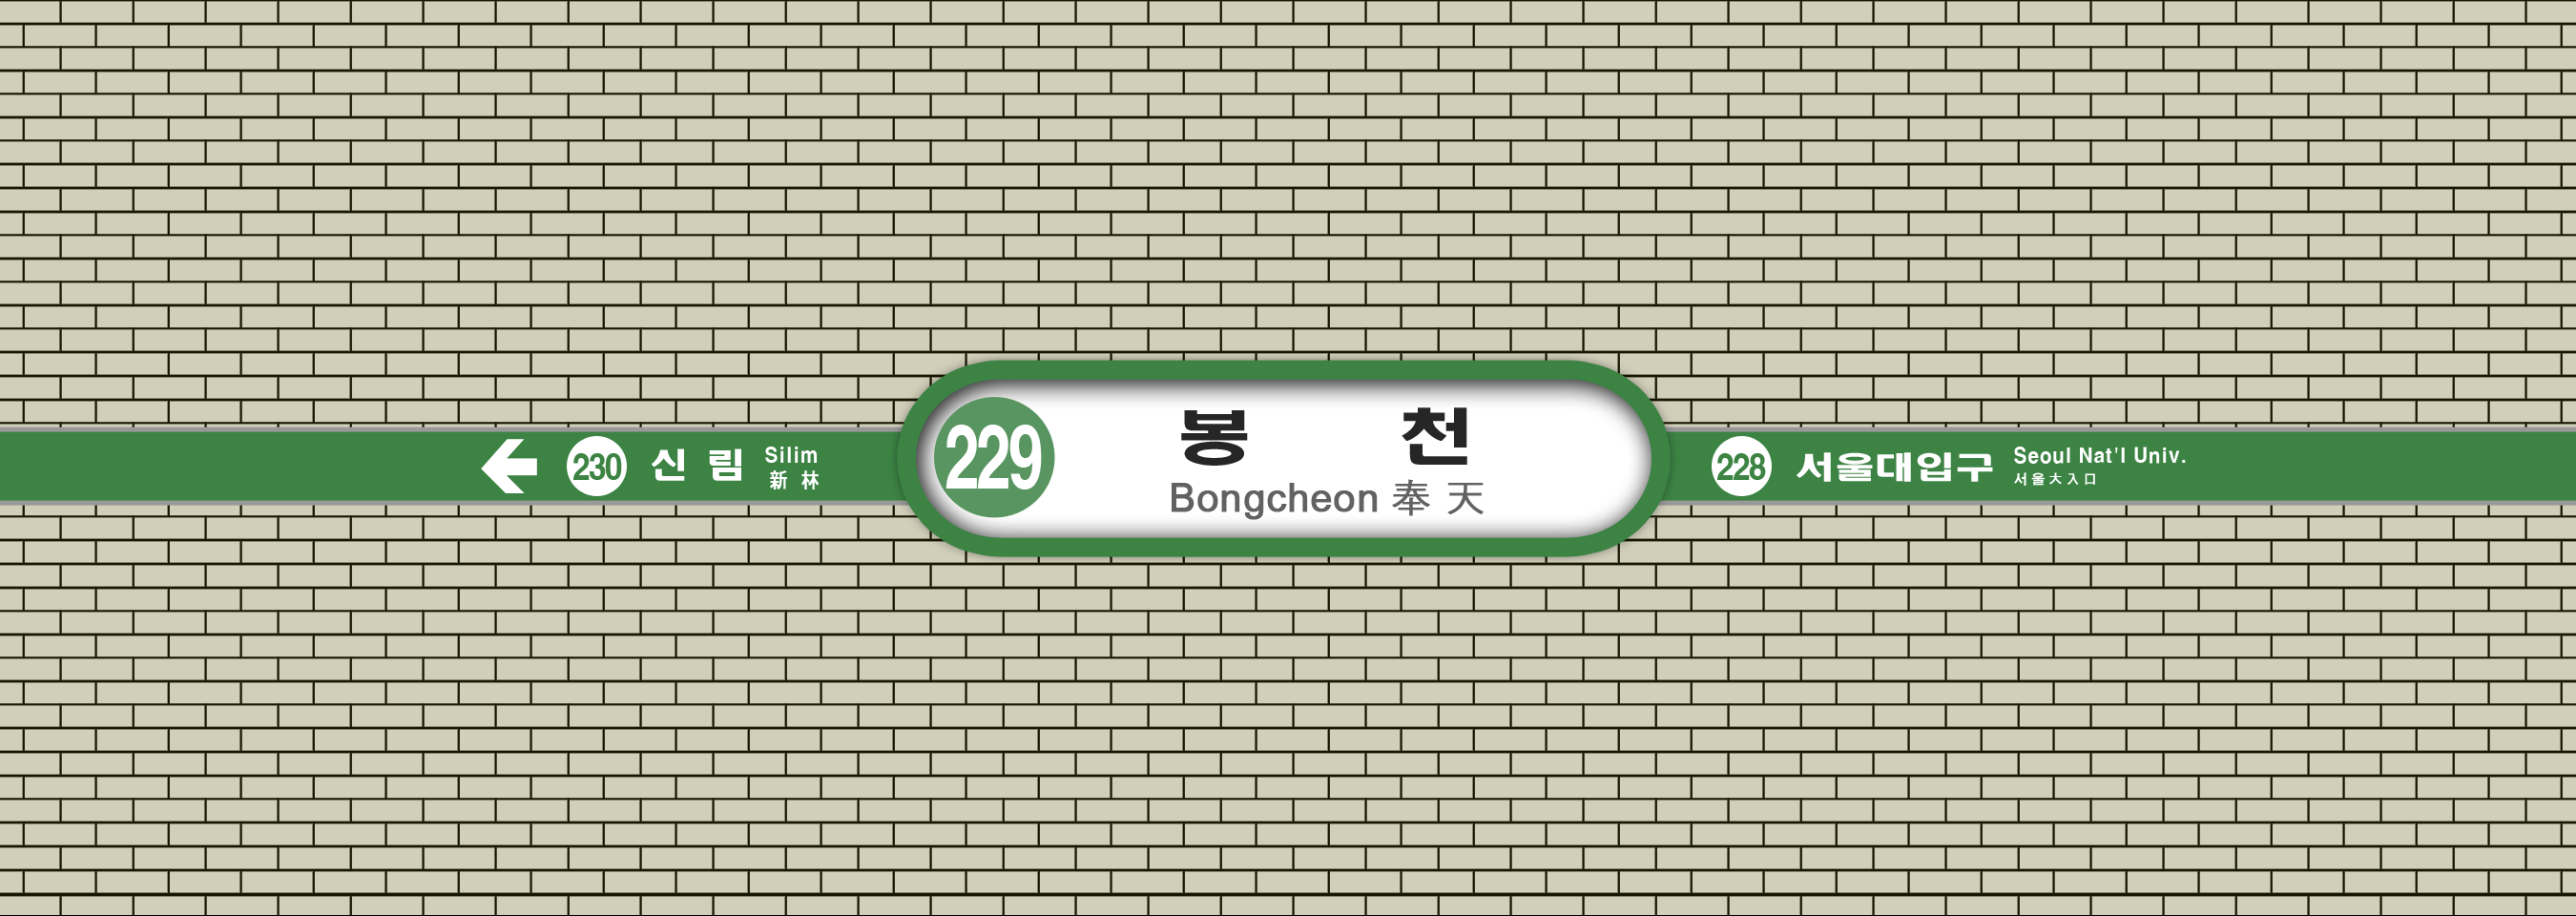 230 신 림 Silim
新 林
229 봉 천
Bongcheon 奉 天
228 서울대입구 Seoul Nat'l Univ.
서울大入口